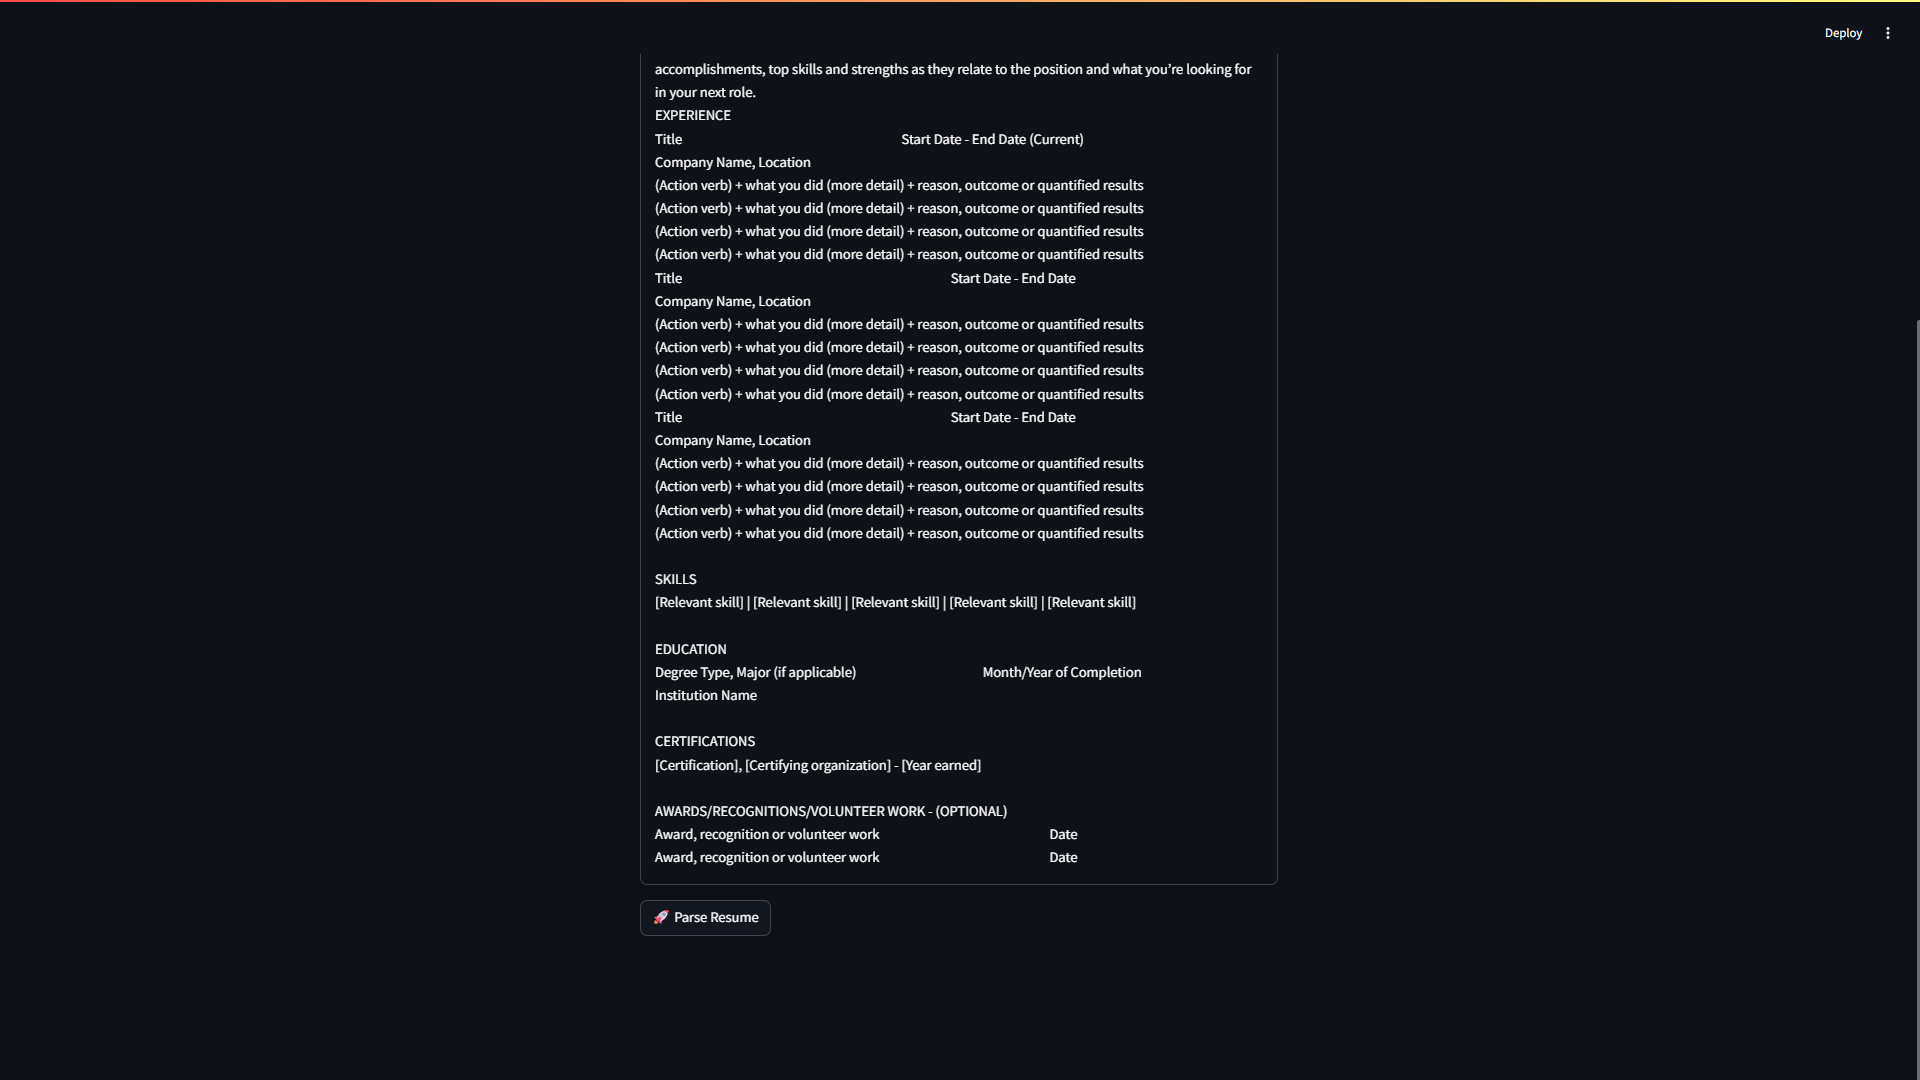 Deploy
accomplishments, top skills and strengths as they relate to the position and what you’re looking for
in your next role.
EXPERIENCE
Title Start Date - End Date (Current)
Company Name, Location
(Action verb) + what you did (more detail) + reason, outcome or quantified results
(Action verb) + what you did (more detail) + reason, outcome or quantified results
(Action verb) + what you did (more detail) + reason, outcome or quantified results
(Action verb) + what you did (more detail) + reason, outcome or quantified results
Title Start Date - End Date
Company Name, Location
(Action verb) + what you did (more detail) + reason, outcome or quantified results
(Action verb) + what you did (more detail) + reason, outcome or quantified results
(Action verb) + what you did (more detail) + reason, outcome or quantified results
(Action verb) + what you did (more detail) + reason, outcome or quantified results
Title Start Date - End Date
Company Name, Location
(Action verb) + what you did (more detail) + reason, outcome or quantified results
(Action verb) + what you did (more detail) + reason, outcome or quantified results
(Action verb) + what you did (more detail) + reason, outcome or quantified results
(Action verb) + what you did (more detail) + reason, outcome or quantified results
SKILLS
[Relevant skill] | [Relevant skill] | [Relevant skill] | [Relevant skill] | [Relevant skill]
EDUCATION
Degree Type, Major (if applicable) Month/Year of Completion
Institution Name
CERTIFICATIONS
[Certification], [Certifying organization] - [Year earned]
AWARDS/RECOGNITIONS/VOLUNTEER WORK - (OPTIONAL)
Award, recognition or volunteer work Date
Award, recognition or volunteer work Date
🚀 Parse Resume